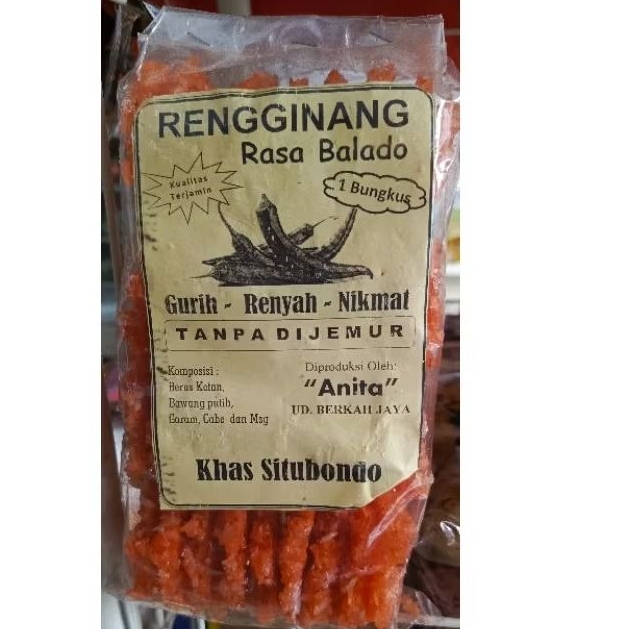 RENGGINANG
Rasa Balado
Kualitas
Terjamin
1 Bungkus
Gurih - Renyah - Nikmat
TANPA DIJEMUR
Komposisi :
Beras Ketan,
Bawang putih,
Garam, Cabe dan Msg
Diproduksi Oleh:
"Anita"
UD. BERKAH JAYA
Khas Situbondo